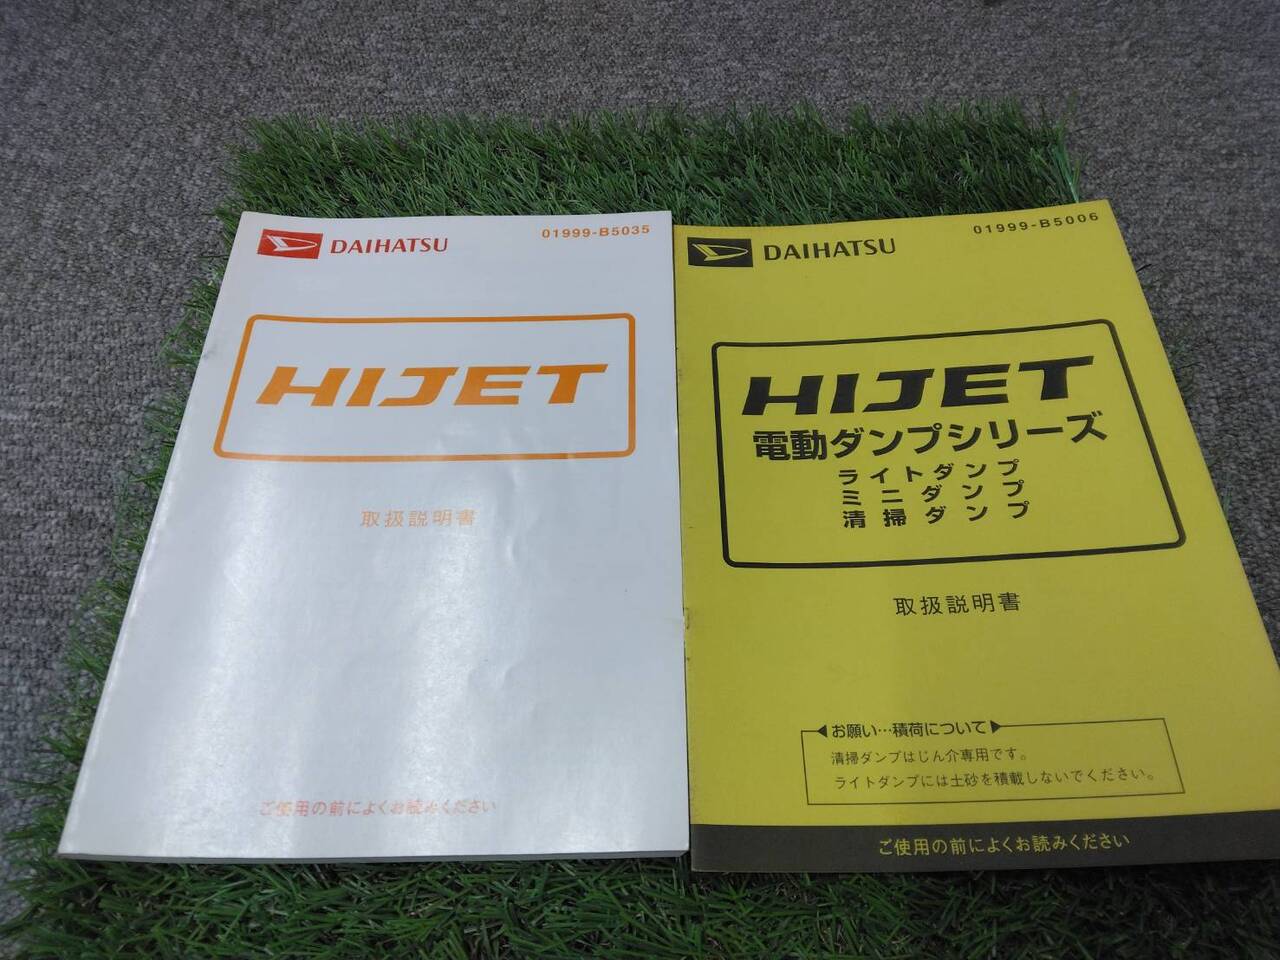 DAIHATSU
01999-B5035
HIJET
取扱説明書
ご使用の前によくお読みください
DAIHATSU
01999-B5006
HIJET
電動ダンプシリーズ
ライトダンプ
ミニダンプ
清掃ダンプ
取扱説明書
お願い…積荷について
清掃ダンプはじん介専用です。
ライトダンプには土砂を積載しないでください。
ご使用の前によくお読みください